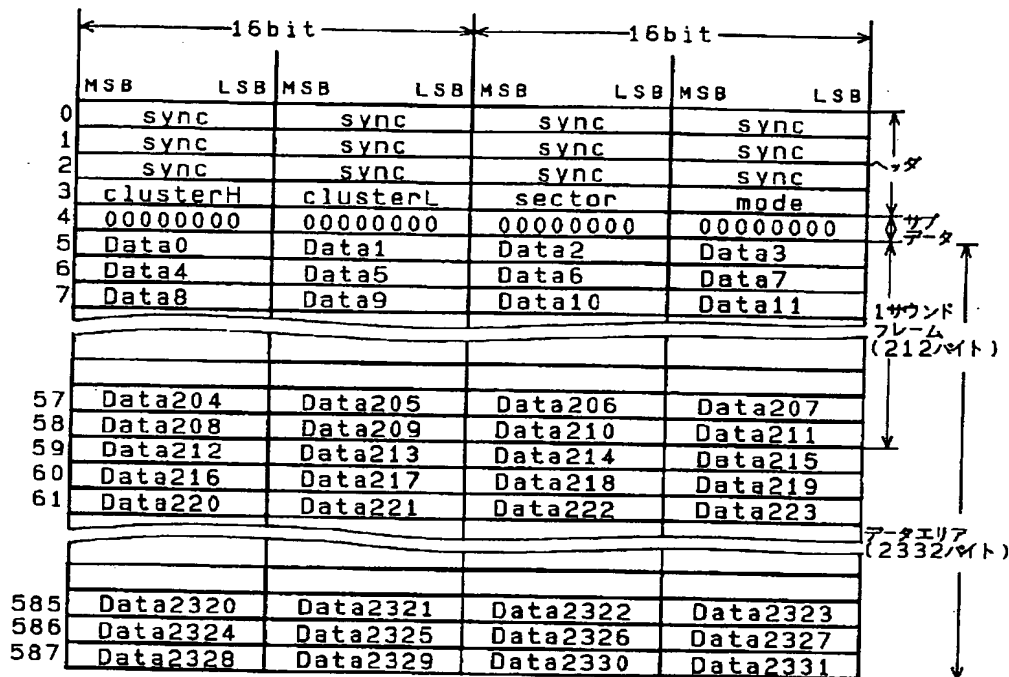 16bit 16bit
MSB LSB MSB LSB MSB LSB MSB LSB
0 sync sync sync sync
1 sync sync sync sync
2 sync sync sync sync
ヘッダ
3 clusterH clusterL sector mode
4 00000000 00000000 00000000 00000000
サブ
データ
5 Data0 Data1 Data2 Data3
6 Data4 Data5 Data6 Data7
7 Data8 Data9 Data10 Data11
1サウンド
フレーム
(212バイト)
57 Data204 Data205 Data206 Data207
58 Data208 Data209 Data210 Data211
59 Data212 Data213 Data214 Data215
60 Data216 Data217 Data218 Data219
61 Data220 Data221 Data222 Data223
データエリア
(2332バイト)
585 Data2320 Data2321 Data2322 Data2323
586 Data2324 Data2325 Data2326 Data2327
587 Data2328 Data2329 Data2330 Data2331